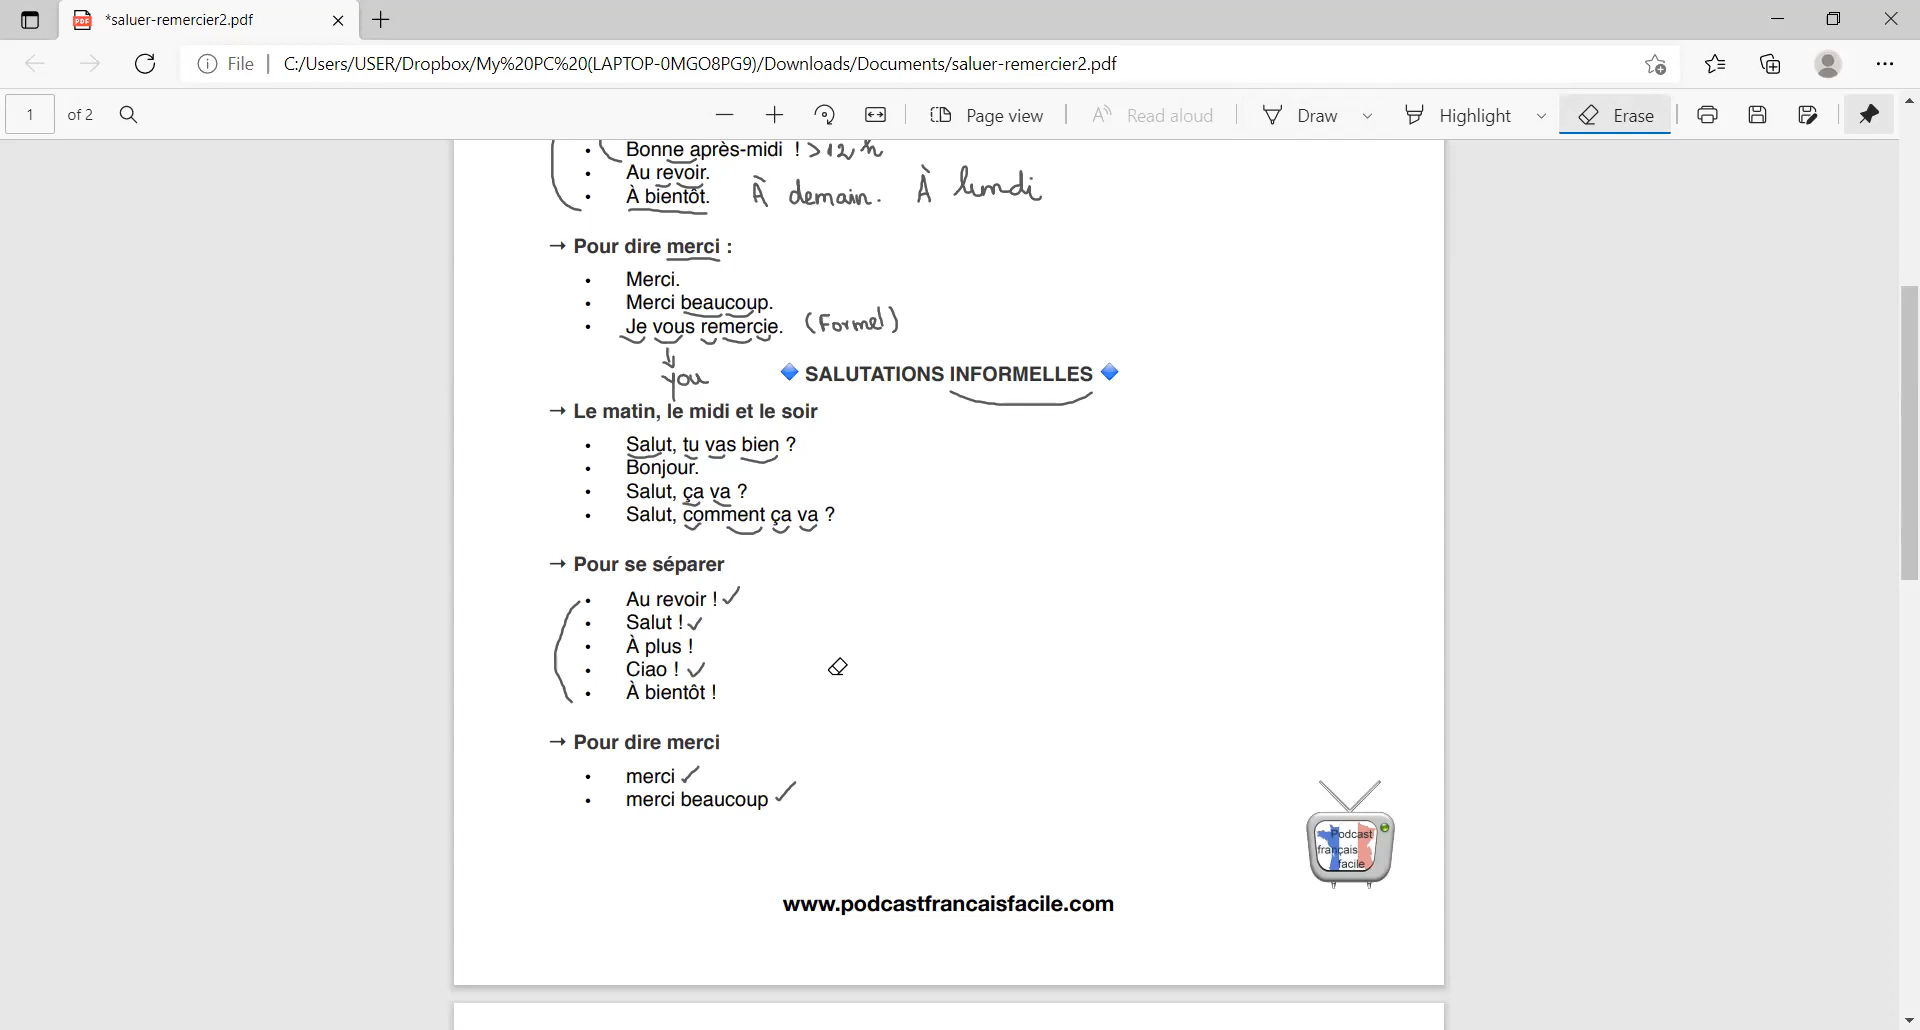 *saluer-remercier2.pdf
File C:/Users/USER/Dropbox/My%20PC%20(LAPTOP-0MGO8PG9)/Downloads/Documents/saluer-remercier2.pdf
1 of 2 Page view Read aloud Draw Highlight Erase
• Bonne après-midi ! >12 h
• Au revoir.
• À bientôt. À demain. À lundi
→ Pour dire merci :
• Merci.
• Merci beaucoup.
• Je vous remercie. (Formel)
you
SALUTATIONS INFORMELLES
→ Le matin, le midi et le soir
• Salut, tu vas bien ?
• Bonjour.
• Salut, ça va ?
• Salut, comment ça va ?
→ Pour se séparer
• Au revoir ! ✓
• Salut ! ✓
• À plus !
• Ciao ! ✓
• À bientôt !
→ Pour dire merci
• merci ✓
• merci beaucoup ✓
Podcast
français
facile
www.podcastfrancaisfacile.com